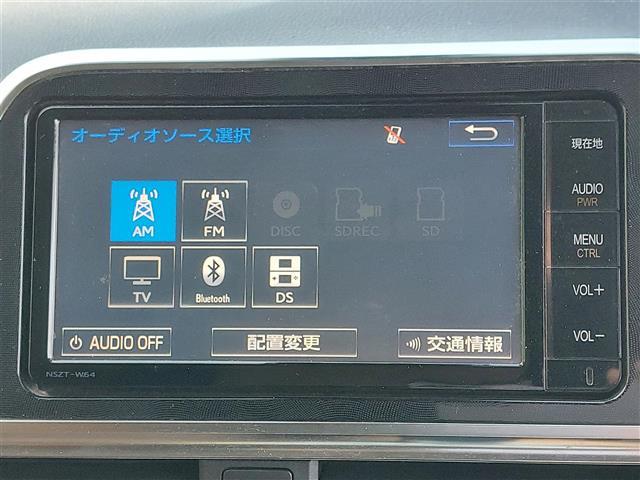 オーディオソース選択
AM
FM
DISC
SDREC
SD
TV
Bluetooth
DS
AUDIO OFF
配置変更
交通情報
NSZT-W64
現在地
AUDIO
PWR
MENU
CTRL
VOL+
VOL-